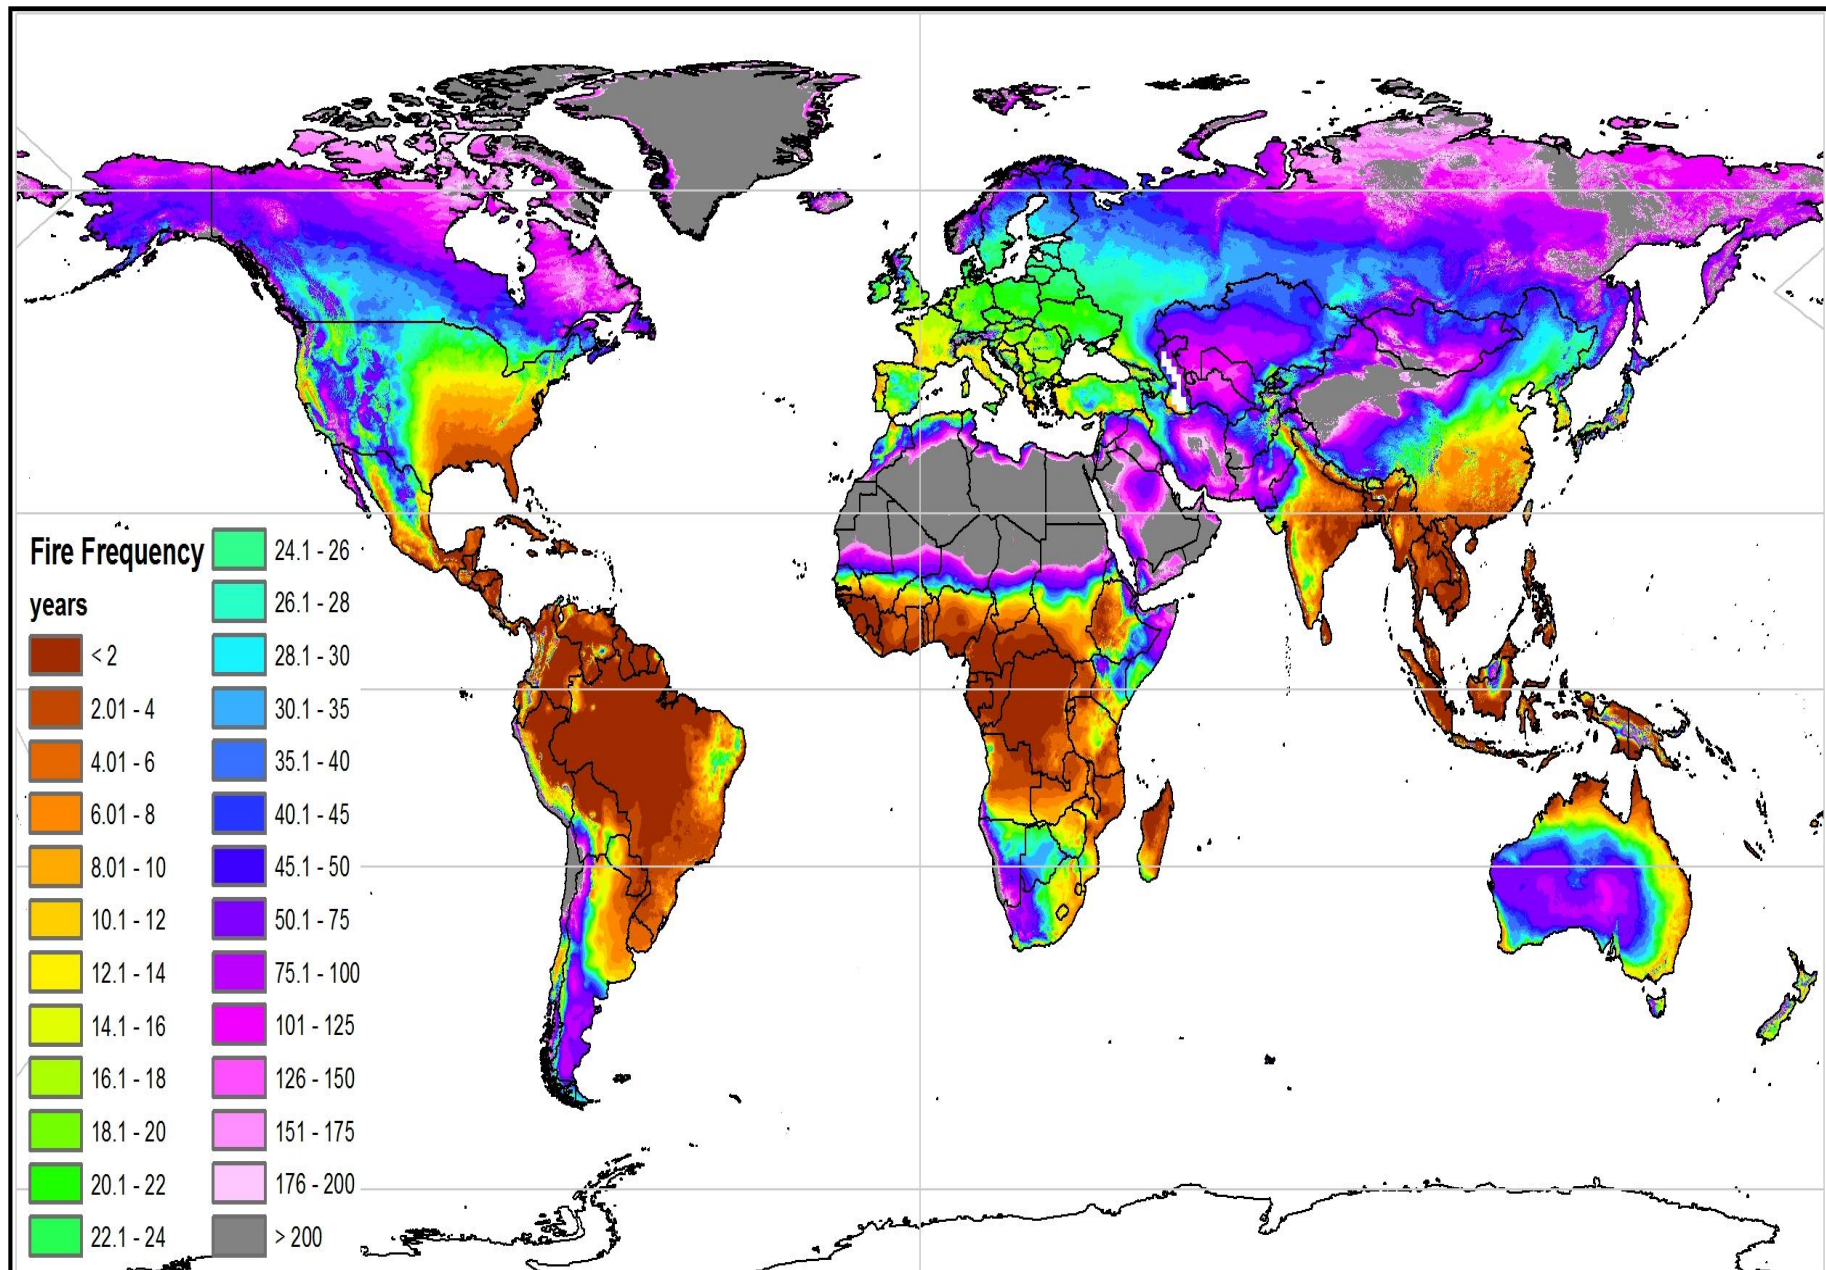 Fire Frequency
years
< 2
2.01 - 4
4.01 - 6
6.01 - 8
8.01 - 10
10.1 - 12
12.1 - 14
14.1 - 16
16.1 - 18
18.1 - 20
20.1 - 22
22.1 - 24
24.1 - 26
26.1 - 28
28.1 - 30
30.1 - 35
35.1 - 40
40.1 - 45
45.1 - 50
50.1 - 75
75.1 - 100
101 - 125
126 - 150
151 - 175
176 - 200
> 200